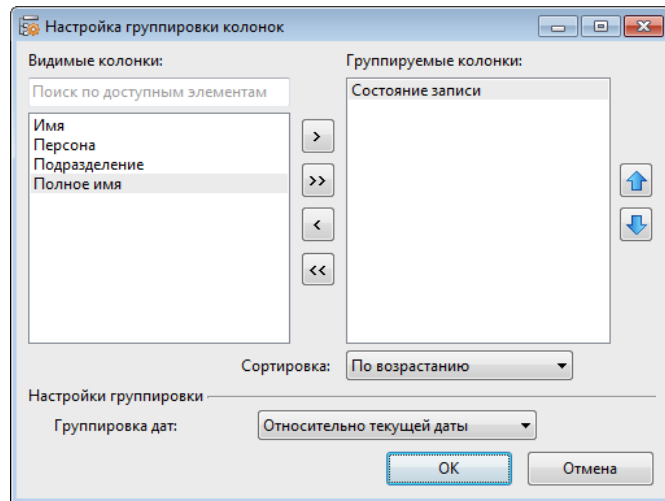 Настройка группировки колонок
Видимые колонки:
Группируемые колонки:
Поиск по доступным элементам
Состояние записи
Имя
Персона
Подразделение
Полное имя
>
>>
<
<<
Сортировка:
По возрастанию
Настройки группировки
Группировка дат:
Относительно текущей даты
OK
Отмена